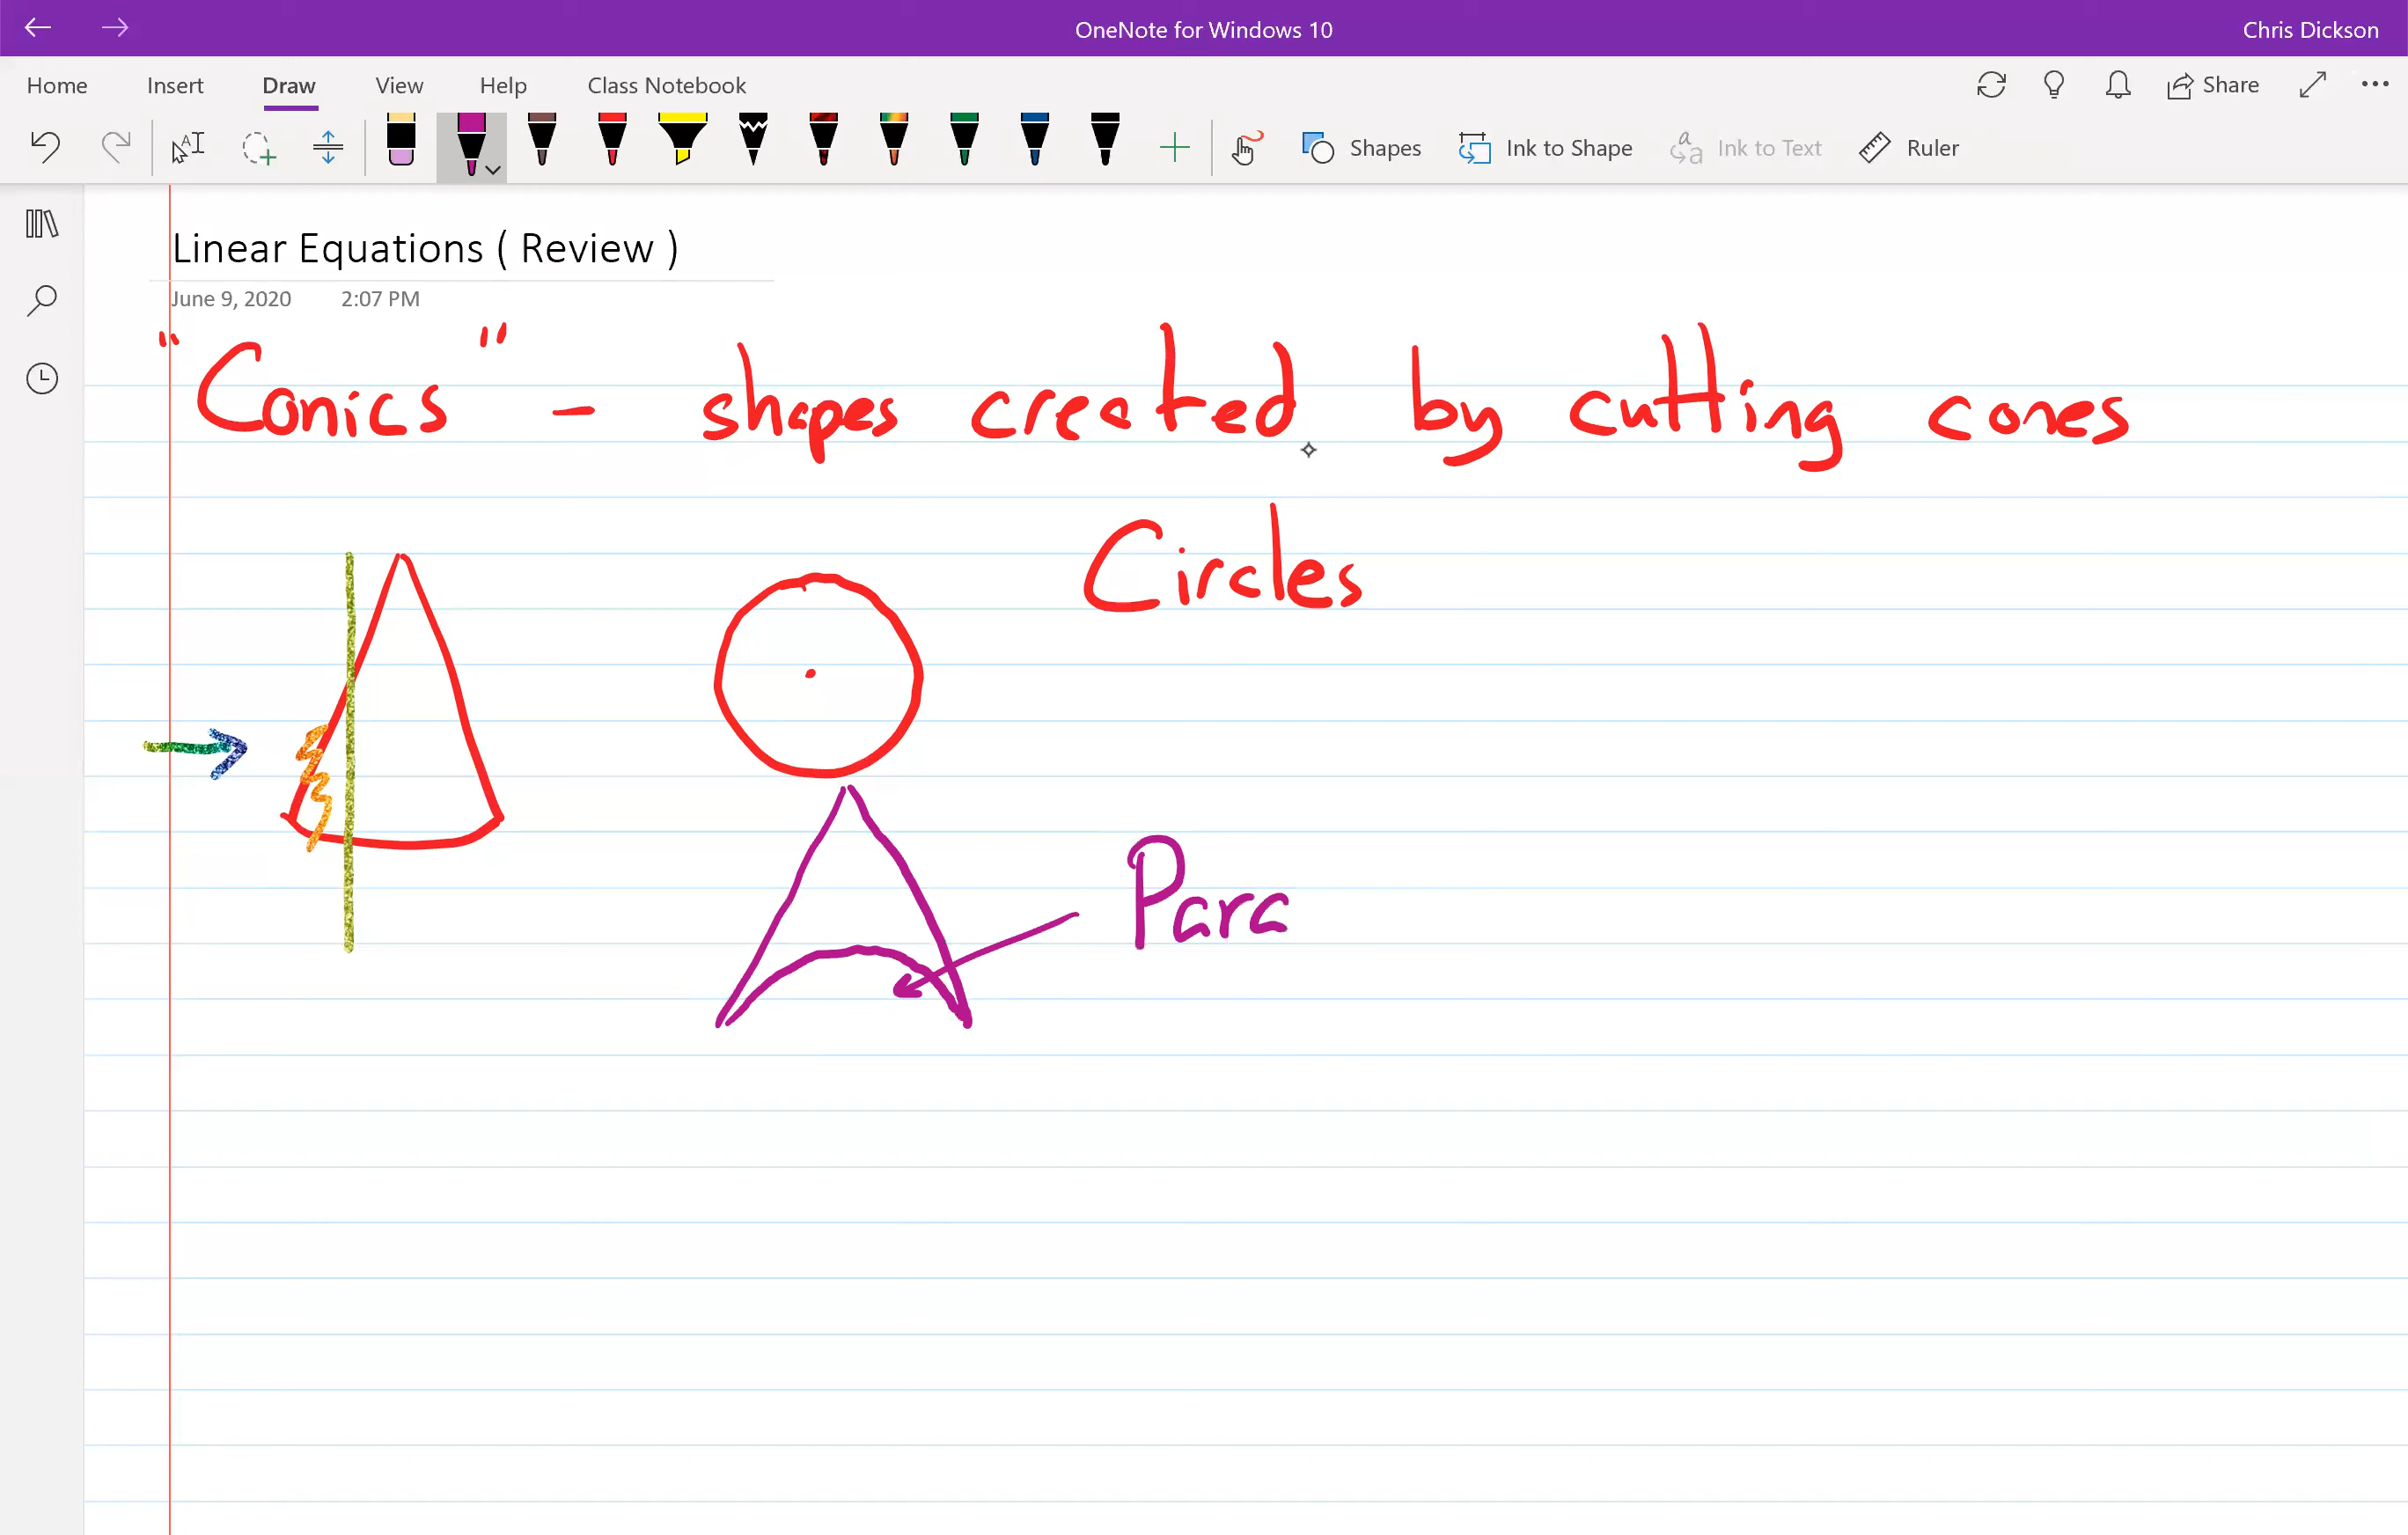 OneNote for Windows 10
Chris Dickson
Home Insert Draw View Help Class Notebook Share
Shapes Ink to Shape Ink to Text Ruler
Linear Equations ( Review )
June 9, 2020 2:07 PM
"Conics" - shapes created by cutting cones
Circles
Para